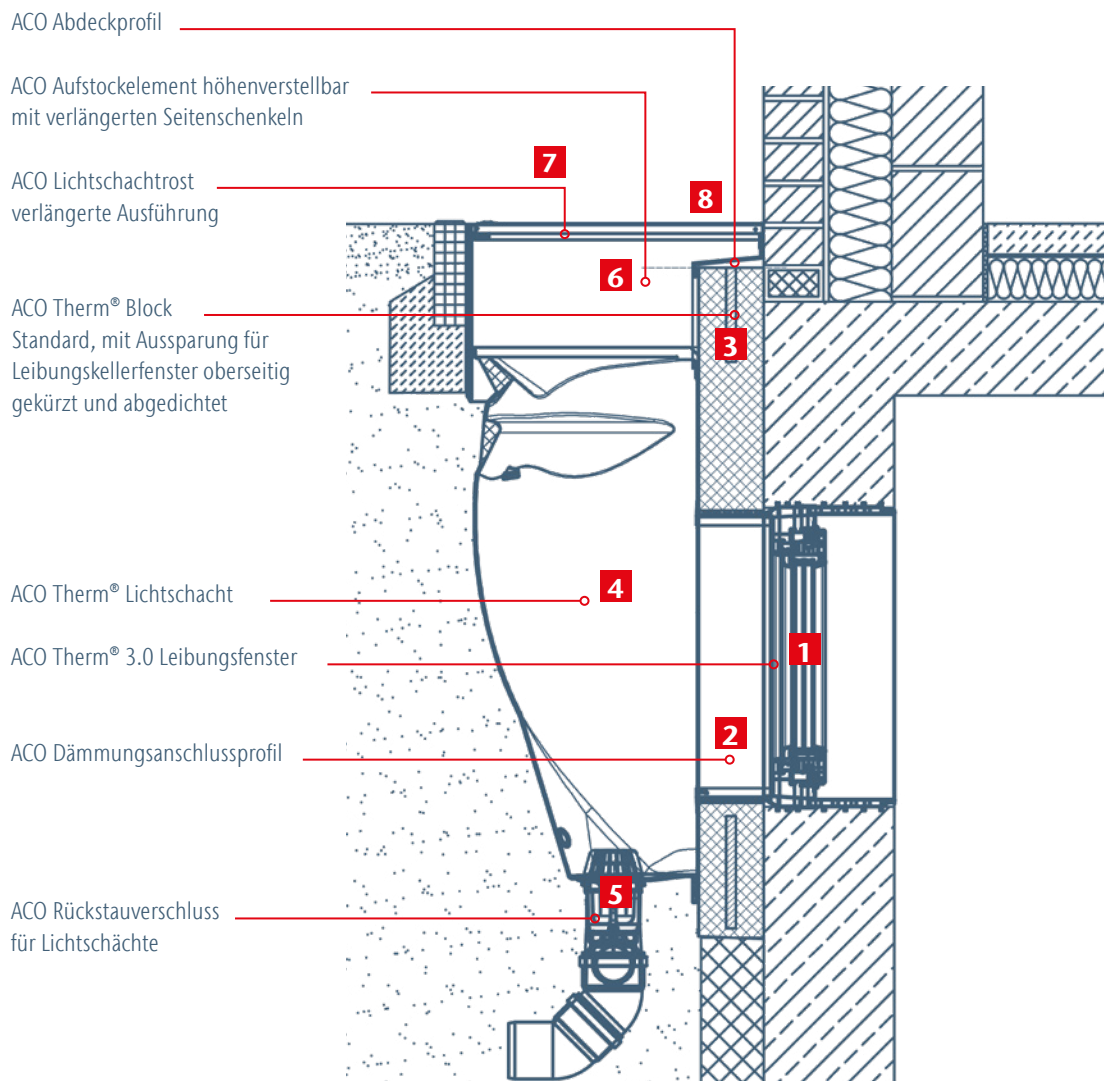 ACO Abdeckprofil
ACO Aufstockelement höhenverstellbar
mit verlängerten Seitenschenkeln
ACO Lichtschachtrost
verlängerte Ausführung
ACO Therm® Block
Standard, mit Aussparung für
Leibungskellerfenster oberseitig
gekürzt und abgedichtet
ACO Therm® Lichtschacht
ACO Therm® 3.0 Leibungsfenster
ACO Dämmungsanschlussprofil
ACO Rückstauverschluss
für Lichtschächte
7
8
6
3
4
1
2
5